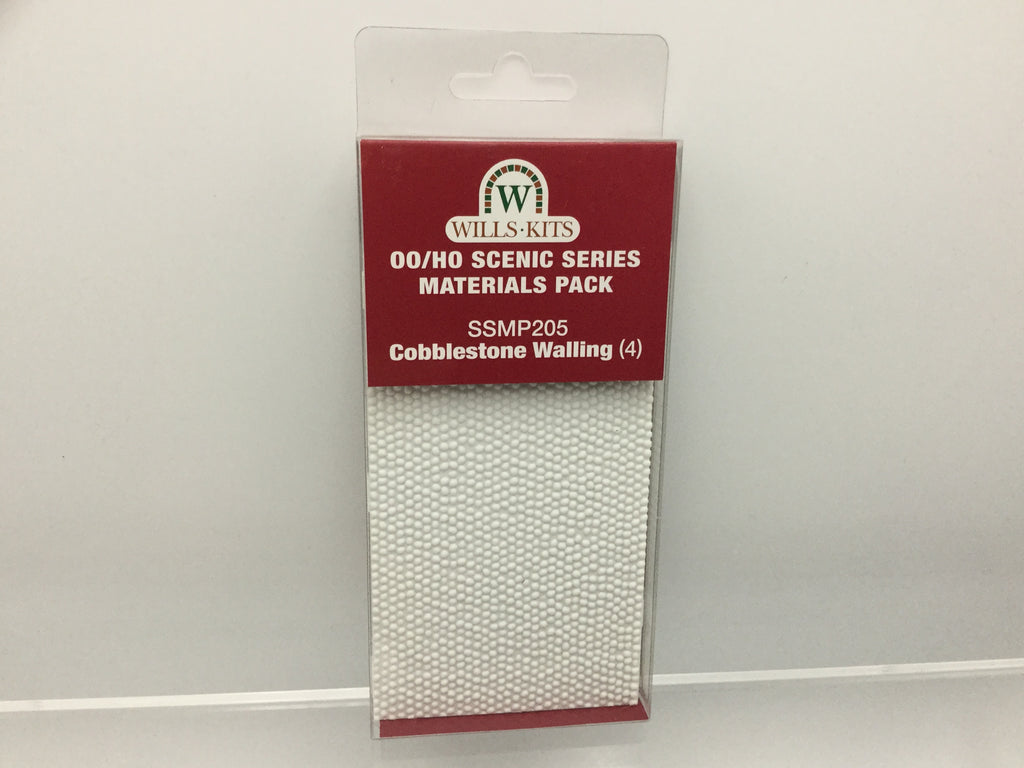 W
WILLS·KITS
OO/HO SCENIC SERIES
MATERIALS PACK
SSMP205
Cobblestone Walling (4)